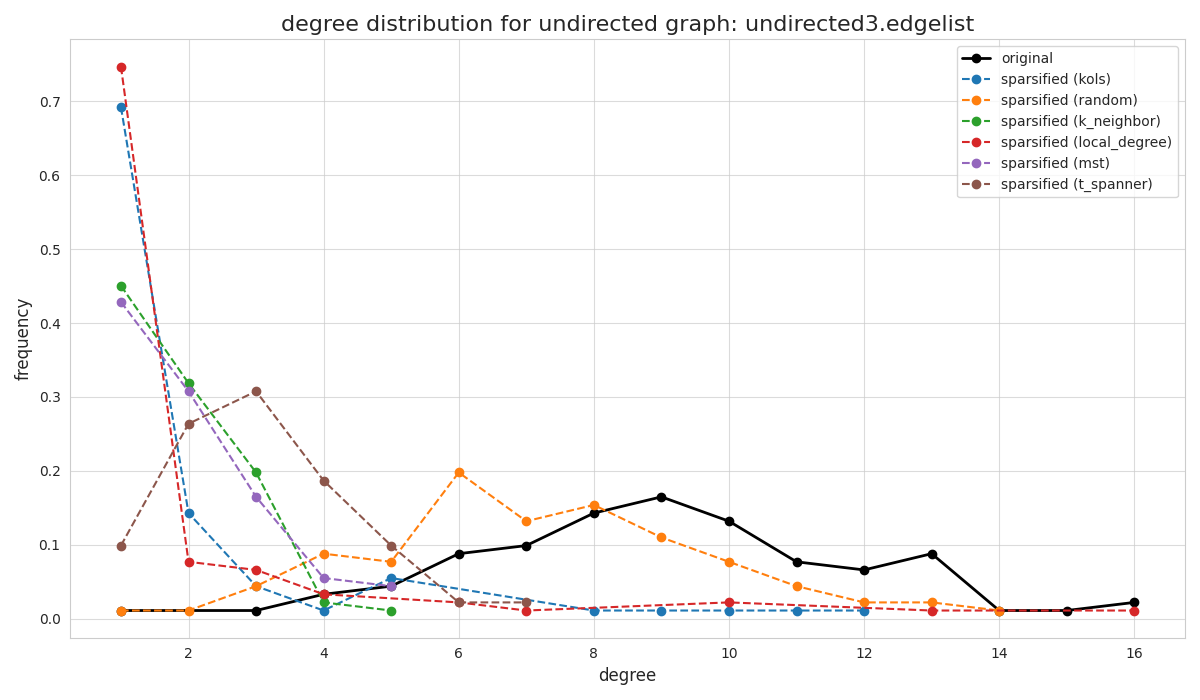 degree distribution for undirected graph: undirected3.edgelist
original
sparsified (kols)
sparsified (random)
sparsified (k_neighbor)
sparsified (local_degree)
sparsified (mst)
sparsified (t_spanner)
frequency
0.7
0.6
0.5
0.4
0.3
0.2
0.1
0.0
2 4 6 8 10 12 14 16
degree